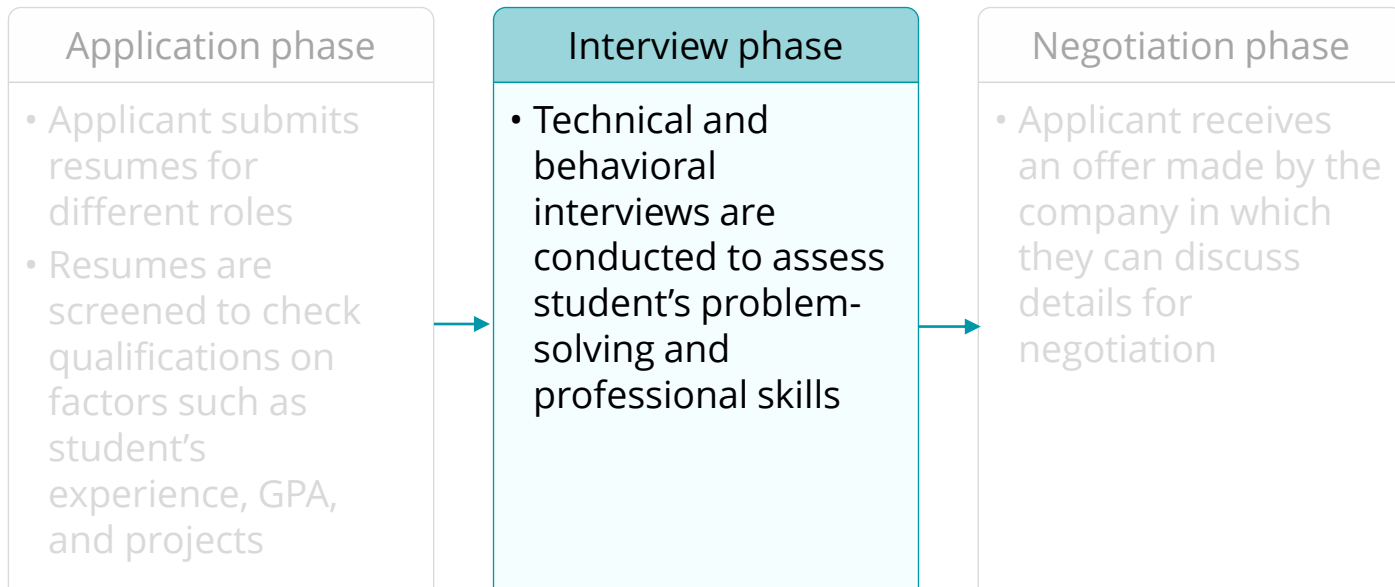 Application phase
• Applicant submits
resumes for
different roles
• Resumes are
screened to check
qualifications on
factors such as
student’s
experience, GPA,
and projects
Interview phase
• Technical and
behavioral
interviews are
conducted to assess
student’s problem-
solving and
professional skills
Negotiation phase
• Applicant receives
an offer made by the
company in which
they can discuss
details for
negotiation